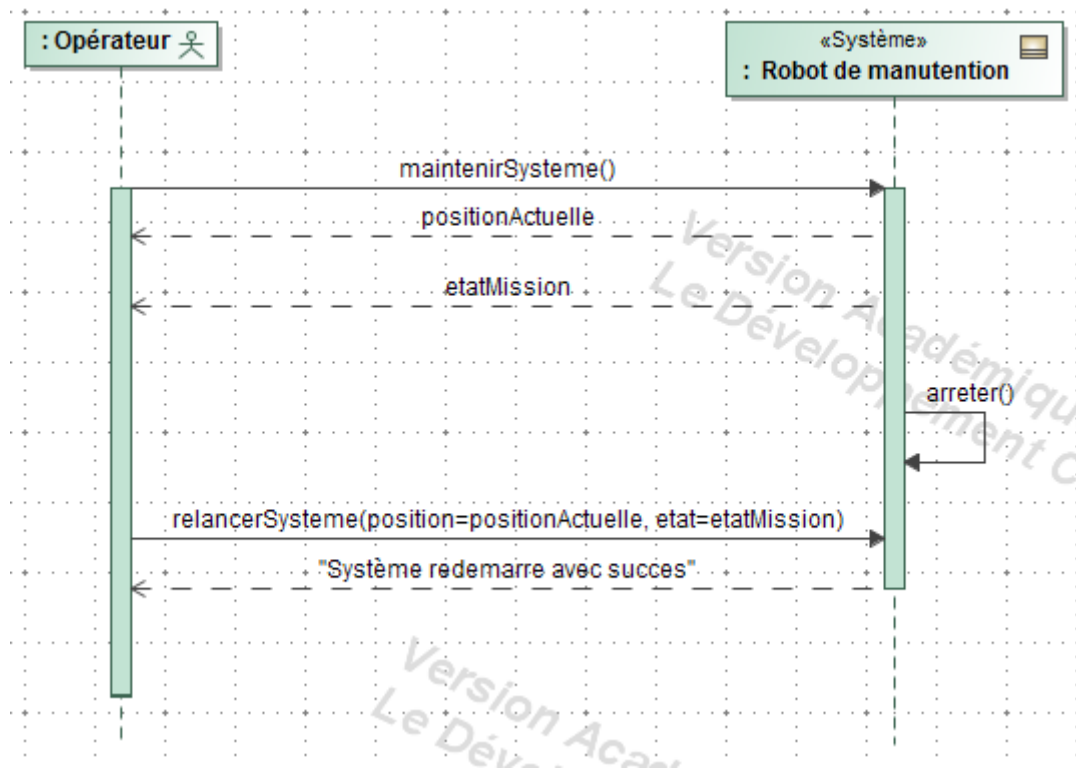 : Opérateur
«Système»
: Robot de manutention
maintenirSysteme()
positionActuelle
etatMission
Version Académiqu
Le Développement C
arreter()
relancerSysteme(position=positionActuelle, etat=etatMission)
"Système redemarre avec succes"
Version Acad
Le Déve